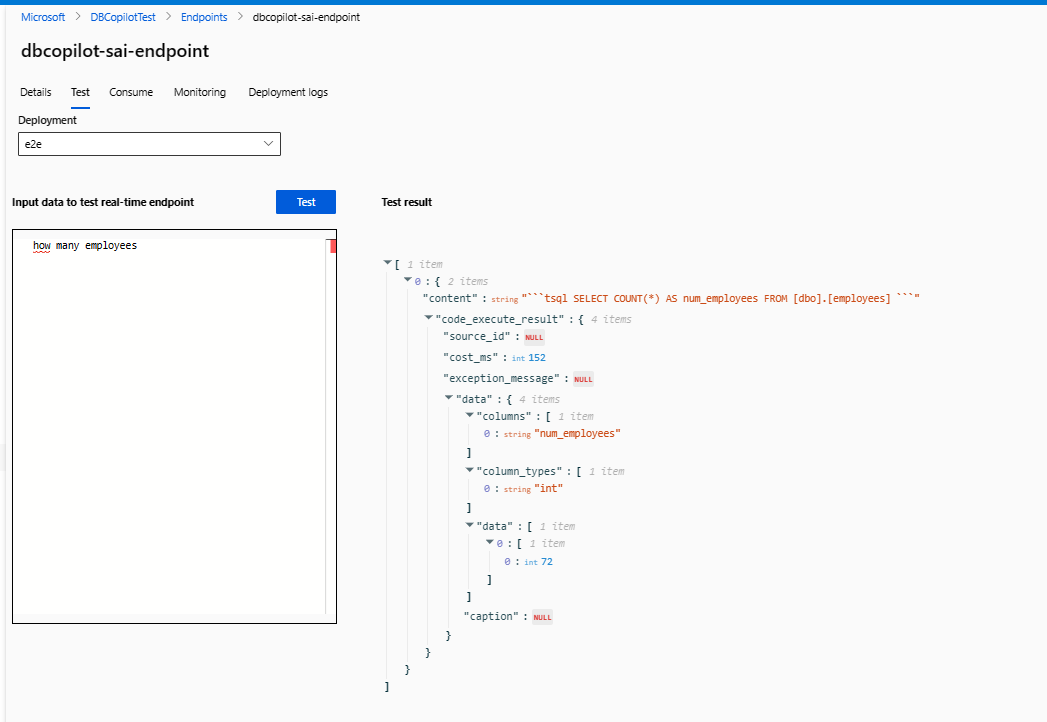 Microsoft > DBCopilotTest > Endpoints > dbcopilot-sai-endpoint
dbcopilot-sai-endpoint
Details Test Consume Monitoring Deployment logs
Deployment
e2e
Input data to test real-time endpoint Test
how many employees
Test result
[ 1 item
0 : { 2 items
"content" : string "```tsql SELECT COUNT(*) AS num_employees FROM [dbo].[employees] ```"
"code_execute_result" : { 4 items
"source_id" : NULL
"cost_ms" : int 152
"exception_message" : NULL
"data" : { 4 items
"columns" : [ 1 item
0 : string "num_employees"
]
"column_types" : [ 1 item
0 : string "int"
]
"data" : [ 1 item
0 : [ 1 item
0 : int 72
]
]
"caption" : NULL
}
}
}
]